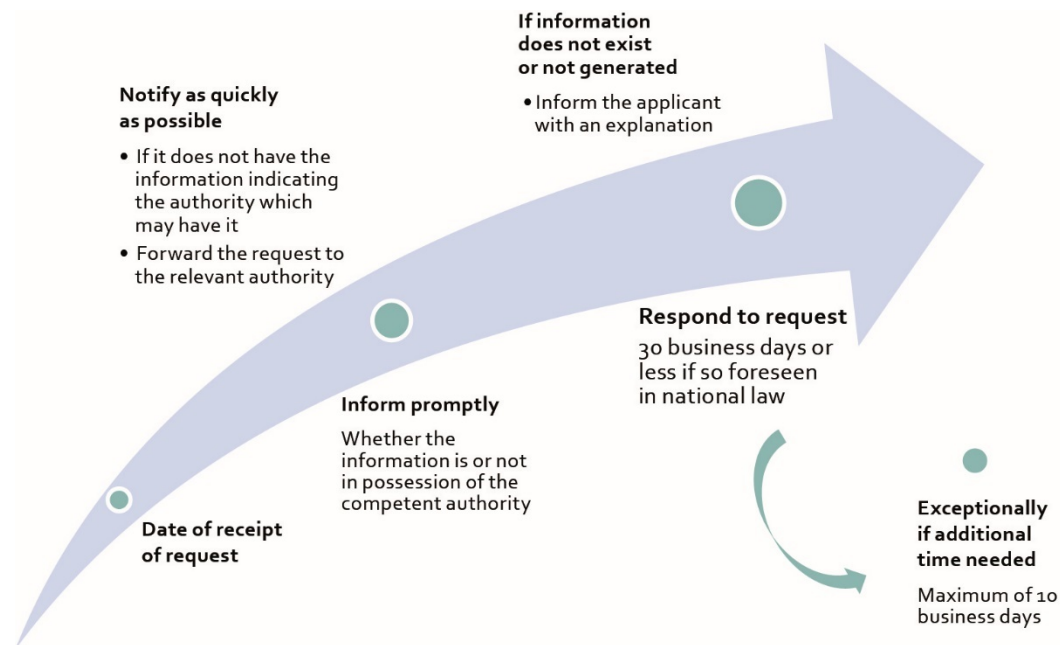 If information
does not exist
or not generated
• Inform the applicant
with an explanation
Notify as quickly
as possible
• If it does not have the
information indicating
the authority which
may have it
• Forward the request to
the relevant authority
Respond to request
30 business days or
less if so foreseen
in national law
Inform promptly
Whether the
information is or not
in possession of the
competent authority
Date of receipt
of request
Exceptionally
if additional
time needed
Maximum of 10
business days